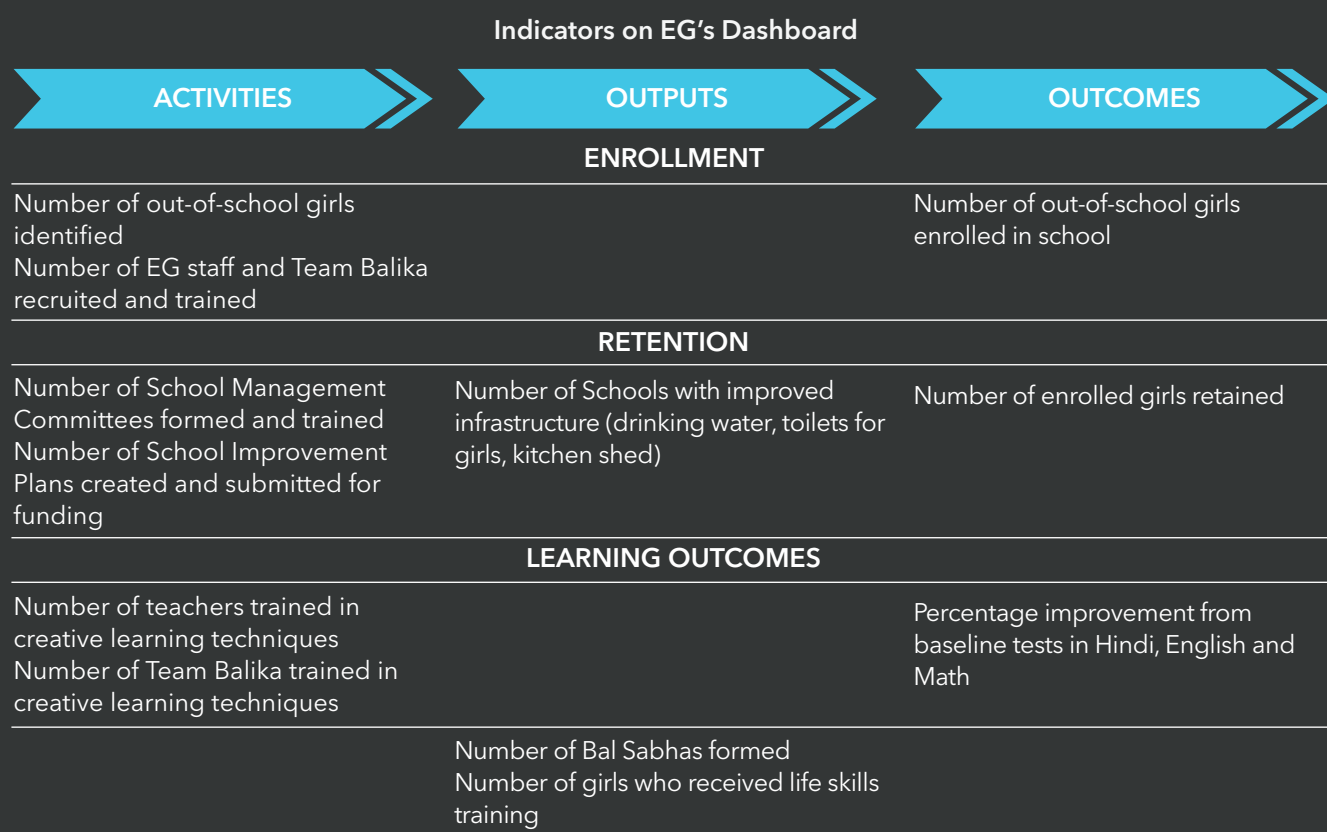 Indicators on EG’s Dashboard
ACTIVITIES
OUTPUTS
OUTCOMES
ENROLLMENT
Number of out-of-school girls
identified
Number of EG staff and Team Balika
recruited and trained
Number of out-of-school girls
enrolled in school
RETENTION
Number of School Management
Committees formed and trained
Number of School Improvement
Plans created and submitted for
funding
Number of Schools with improved
infrastructure (drinking water, toilets for
girls, kitchen shed)
Number of enrolled girls retained
LEARNING OUTCOMES
Number of teachers trained in
creative learning techniques
Number of Team Balika trained in
creative learning techniques
Percentage improvement from
baseline tests in Hindi, English and
Math
Number of Bal Sabhas formed
Number of girls who received life skills
training